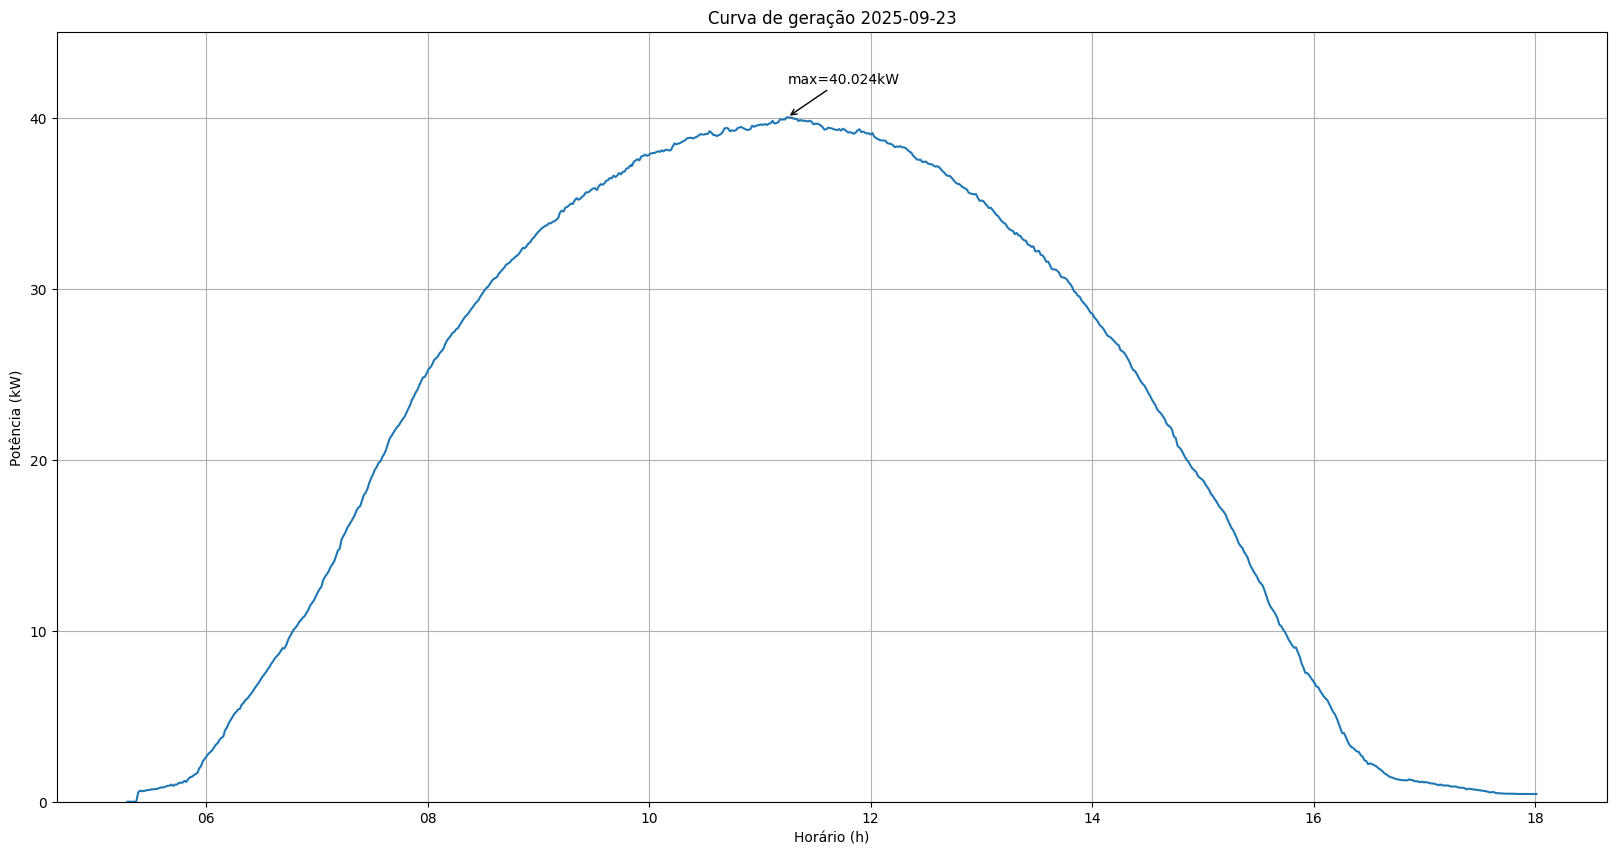 Curva de geração 2025-09-23
max=40.024kW
40
30
20
10
0
Potência (kW)
06 08 10 12 14 16 18
Horário (h)